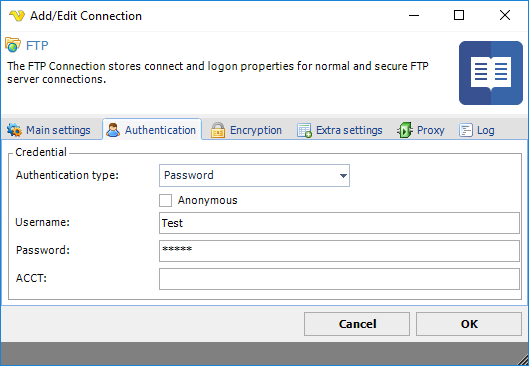 Add/Edit Connection
FTP
The FTP Connection stores connect and logon properties for normal and secure FTP
server connections.
Main settings Authentication Encryption Extra settings Proxy Log
Credential
Authentication type: Password
Anonymous
Username: Test
Password: *****
ACCT:
Cancel OK